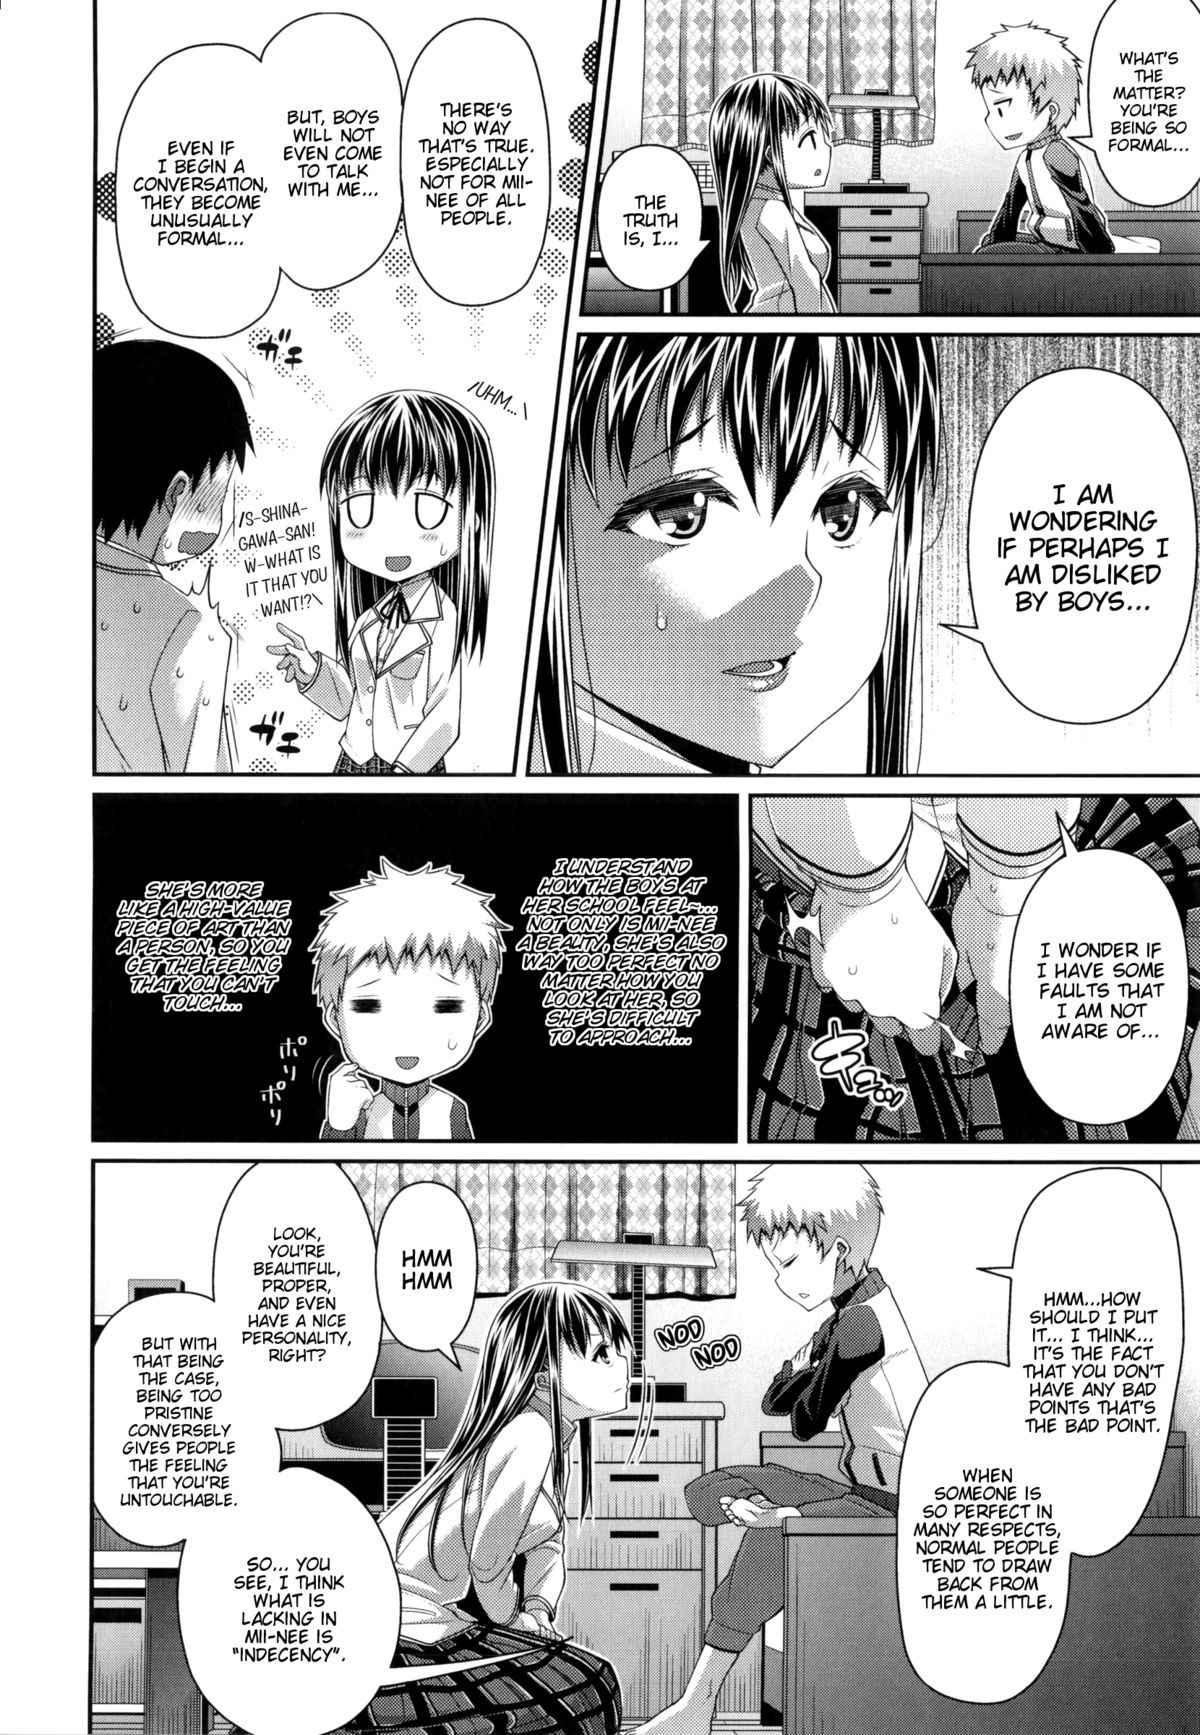 WHAT'S
THE
MATTER?
YOU'RE
BEING SO
FORMAL...
THE
TRUTH
IS, I...
I AM
WONDERING
IF PERHAPS I
AM DISLIKED
BY BOYS...
THERE'S
NO WAY
THAT'S TRUE.
ESPECIALLY
NOT FOR MII-
NEE OF ALL
PEOPLE.
BUT, BOYS
WILL NOT
EVEN COME
TO TALK
WITH ME...
EVEN IF
I BEGIN A
CONVERSATION,
THEY BECOME
UNUSUALLY
FORMAL...
ガチ
/UHM...\
/S-SHINA-
GAWA-SAN!
W-WHAT IS
IT THAT YOU
WANT!?\
ガチ
I WONDER IF
I HAVE SOME
FAULTS THAT
I AM NOT
AWARE OF...
I UNDERSTAND
HOW THE BOYS AT
HER SCHOOL FEEL~...
NOT ONLY IS MII-NEE
A BEAUTY, SHE'S ALSO
WAY TOO PERFECT NO
MATTER HOW YOU
LOOK AT HER, SO
SHE'S DIFFICULT
TO APPROACH...
SHE'S MORE
LIKE A HIGH-VALUE
PIECE OF ART THAN
A PERSON, SO YOU
GET THE FEELING
THAT YOU CAN'T
TOUCH...
ポリ
ポリ
HMM...HOW
SHOULD I PUT
IT... I THINK...
IT'S THE FACT
THAT YOU DON'T
HAVE ANY BAD
POINTS THAT'S
THE BAD POINT.
WHEN
SOMEONE IS
SO PERFECT IN
MANY RESPECTS,
NORMAL PEOPLE
TEND TO DRAW
BACK FROM
THEM A LITTLE.
NOD
NOD
HMM
HMM
LOOK,
YOU'RE
BEAUTIFUL,
PROPER,
AND EVEN
HAVE A NICE
PERSONALITY,
RIGHT?
BUT WITH
THAT BEING
THE CASE,
BEING TOO
PRISTINE
CONVERSELY
GIVES PEOPLE
THE FEELING
THAT YOU'RE
UNTOUCHABLE.
SO... YOU
SEE, I THINK
WHAT IS
LACKING IN
MII-NEE IS
"INDECENCY".